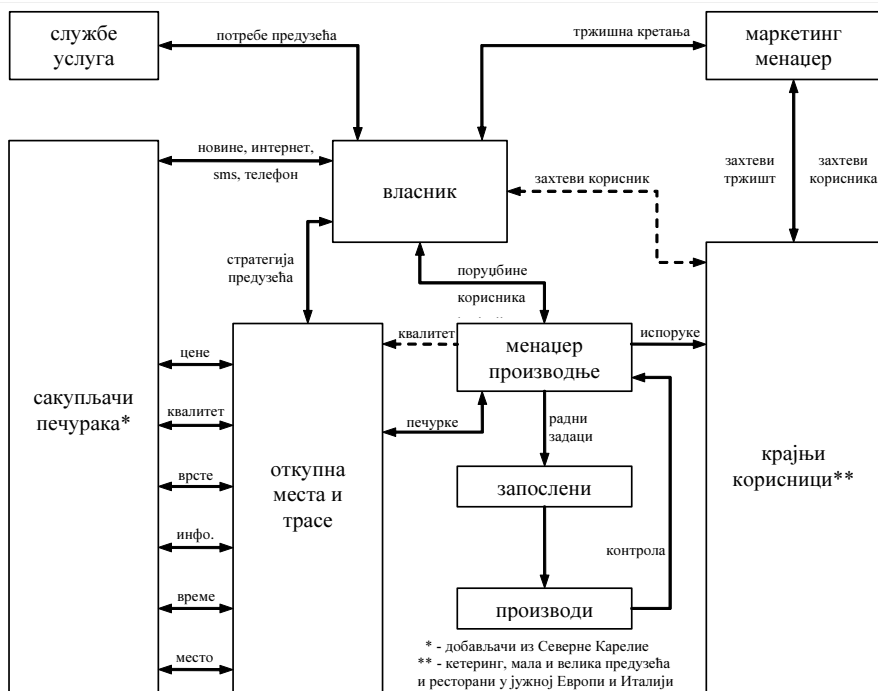 службе
услуга
потребе предузећа
тржишна кретања
маркетинг
менаџер
новине, интернет,
sms, телефон
власник
захтеви корисник
захтеви
тржишт
захтеви
корисника
стратегија
предузећа
поруџбине
корисника
сакупљачи
печурака*
цене
квалитет
врсте
инфо.
време
место
откупна
места и
трасе
квалитет
менаџер
производње
испоруке
печурке
радни
задаци
запослени
контрола
производи
крајњи
корисници**
* - добављачи из Северне Карелие
** - кетеринг, мала и велика предузећа
и ресторани у јужној Европи и Италији